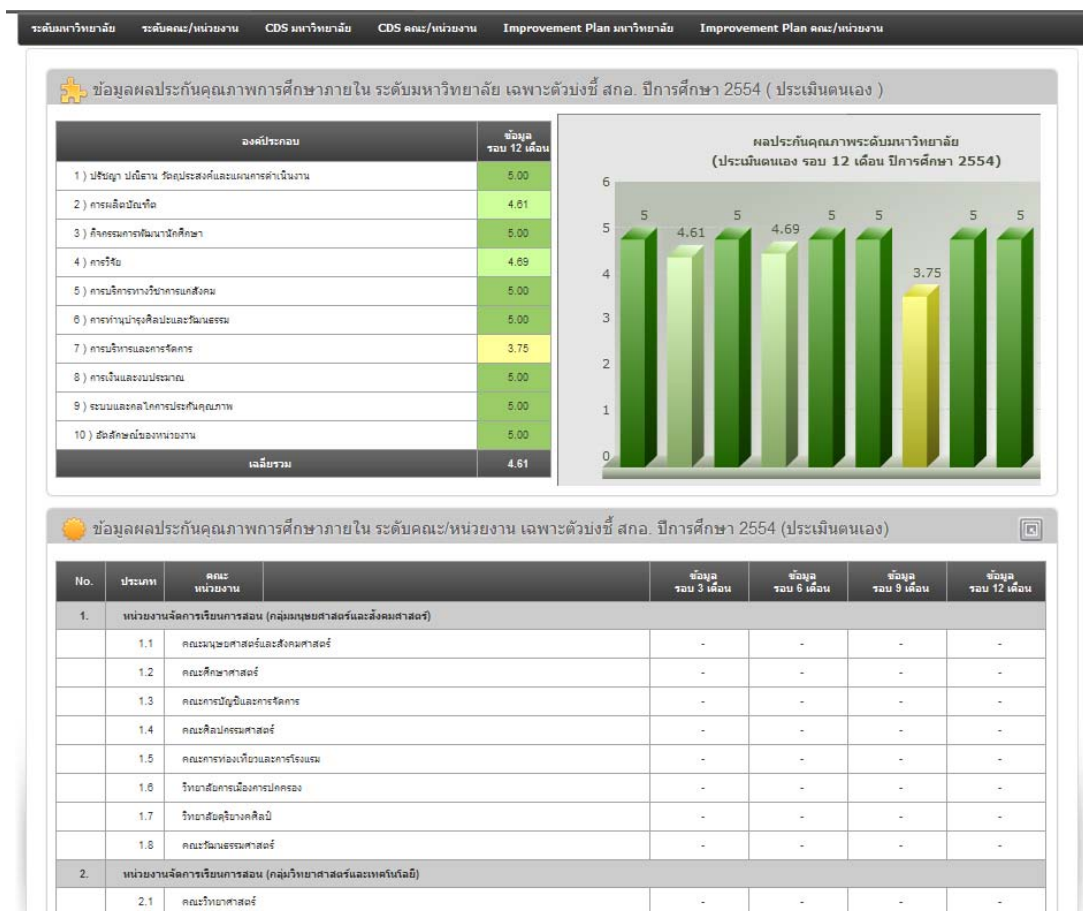 ระดับมหาวิทยาลัย ระดับคณะ/หน่วยงาน CDS มหาวิทยาลัย CDS คณะ/หน่วยงาน Improvement Plan มหาวิทยาลัย Improvement Plan คณะ/หน่วยงาน
ข้อมูลผลประกันคุณภาพการศึกษาภายใน ระดับมหาวิทยาลัย เฉพาะตัวบ่งชี้ สกอ. ปีการศึกษา 2554 ( ประเมินตนเอง )
องค์ประกอบ ข้อมูล
รอบ 12 เดือน
1 ) ปรัชญา ปณิธาน วัตถุประสงค์และแผนการดำเนินงาน 5.00
2 ) การผลิตบัณฑิต 4.61
3 ) กิจกรรมการพัฒนานักศึกษา 5.00
4 ) การวิจัย 4.69
5 ) การบริการทางวิชาการแก่สังคม 5.00
6 ) การทำนุบำรุงศิลปะและวัฒนธรรม 5.00
7 ) การบริหารและการจัดการ 3.75
8 ) การเงินและงบประมาณ 5.00
9 ) ระบบและกลไกการประกันคุณภาพ 5.00
10 ) อัตลักษณ์ของหน่วยงาน 5.00
เฉลี่ยรวม 4.61
ผลประกันคุณภาพระดับมหาวิทยาลัย
(ประเมินตนเอง รอบ 12 เดือน ปีการศึกษา 2554)
6
5
4
3
2
1
0
5 4.61 5 4.69 5 5 3.75 5 5
ข้อมูลผลประกันคุณภาพการศึกษาภายใน ระดับคณะ/หน่วยงาน เฉพาะตัวบ่งชี้ สกอ. ปีการศึกษา 2554 (ประเมินตนเอง)
No. ประเภท คณะ
หน่วยงาน ข้อมูล
รอบ 3 เดือน ข้อมูล
รอบ 6 เดือน ข้อมูล
รอบ 9 เดือน ข้อมูล
รอบ 12 เดือน
1. หน่วยงานจัดการเรียนการสอน (กลุ่มมนุษยศาสตร์และสังคมศาสตร์)
1.1 คณะมนุษยศาสตร์และสังคมศาสตร์ - - - -
1.2 คณะศึกษาศาสตร์ - - - -
1.3 คณะการบัญชีและการจัดการ - - - -
1.4 คณะศิลปกรรมศาสตร์ - - - -
1.5 คณะการท่องเที่ยวและการโรงแรม - - - -
1.6 วิทยาลัยการเมืองการปกครอง - - - -
1.7 วิทยาลัยดุริยางคศิลป์ - - - -
1.8 คณะวัฒนธรรมศาสตร์ - - - -
2. หน่วยงานจัดการเรียนการสอน (กลุ่มวิทยาศาสตร์และเทคโนโลยี)
2.1 คณะวิทยาศาสตร์ - - - -